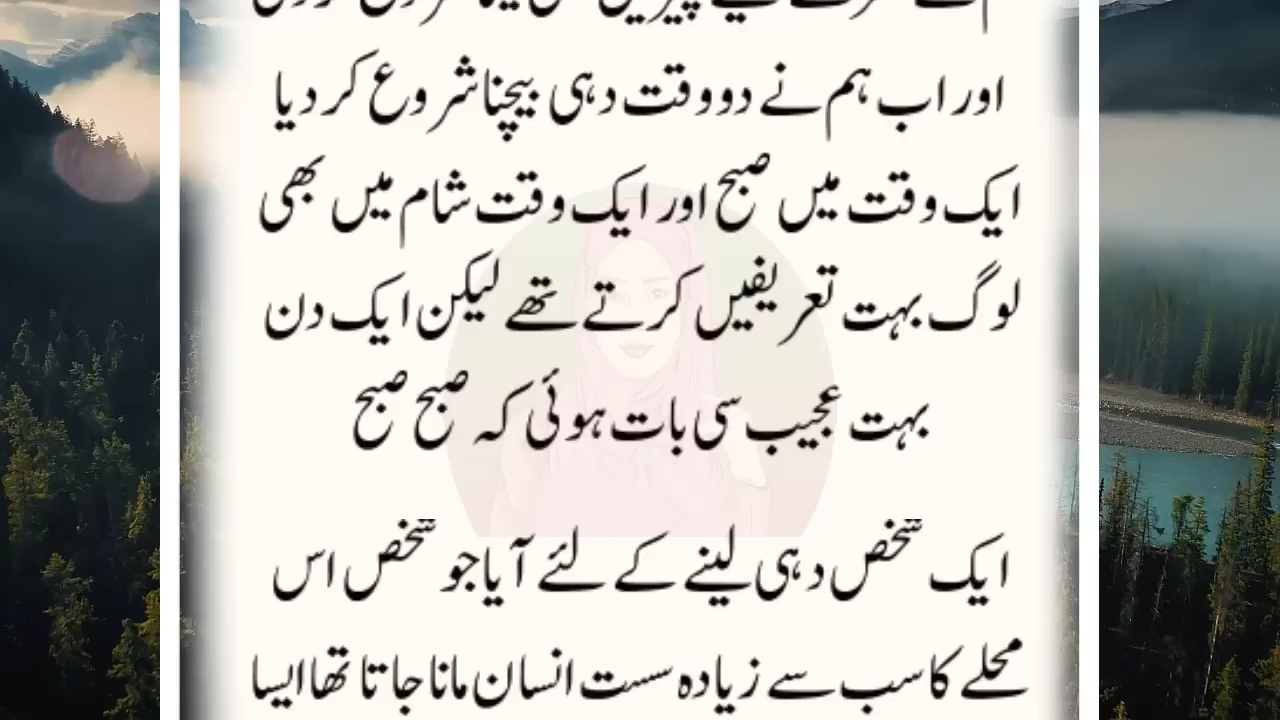 اور اب ہم نے دو وقت دہی بیچنا شروع کر دیا
ایک وقت میں صبح اور ایک وقت شام میں بھی
لوگ بہت تعریفیں کرتے تھے لیکن ایک دن
بہت عجیب سی بات ہوئی کہ صبح صبح
ایک شخص دہی لینے کے لئے آیا جو شخص اس
محلے کا سب سے زیادہ سست انسان مانا جاتا تھا ایسا